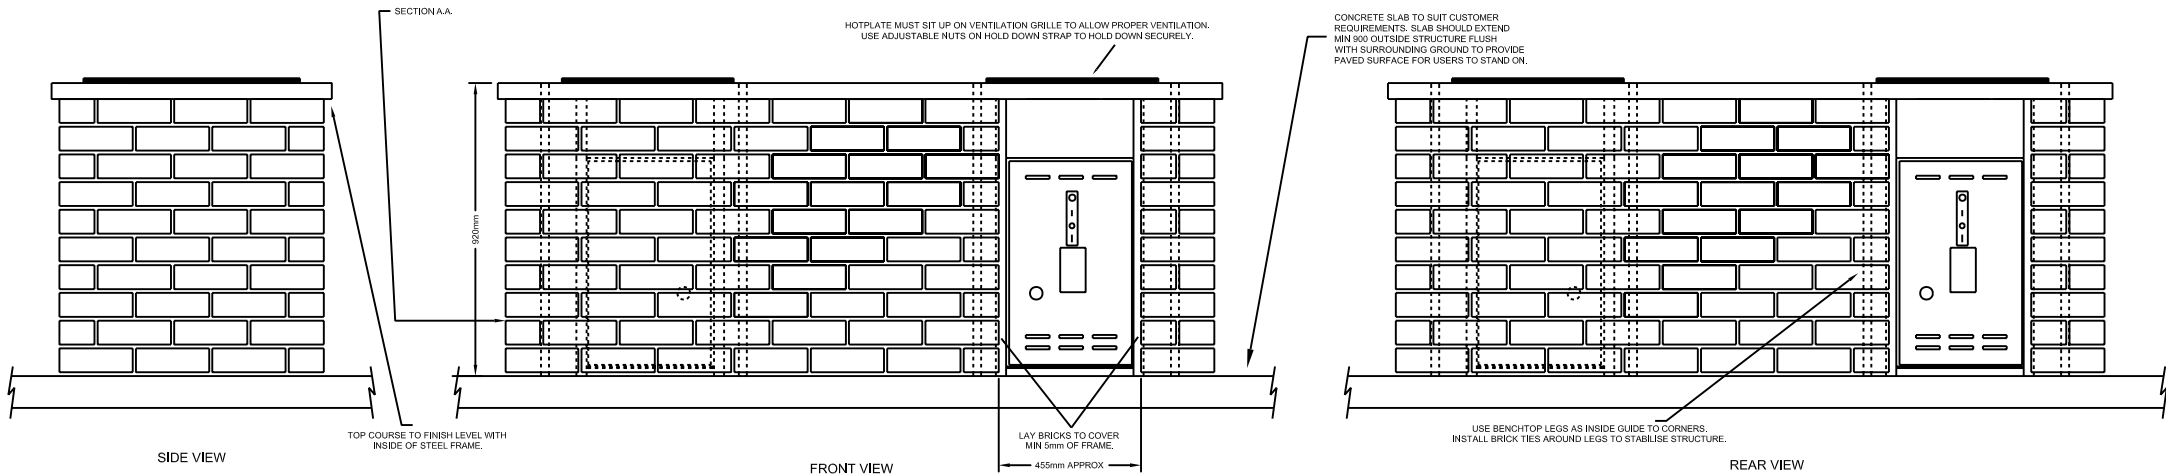 SECTION A.A.
HOTPLATE MUST SIT UP ON VENTILATION GRILLE TO ALLOW PROPER VENTILATION.
USE ADJUSTABLE NUTS ON HOLD DOWN STRAP TO HOLD DOWN SECURELY.
CONCRETE SLAB TO SUIT CUSTOMER
REQUIREMENTS. SLAB SHOULD EXTEND
MIN 900 OUTSIDE STRUCTURE FLUSH
WITH SURROUNDING GROUND TO PROVIDE
PAVED SURFACE FOR USERS TO STAND ON.
920mm
TOP COURSE TO FINISH LEVEL WITH
INSIDE OF STEEL FRAME.
LAY BRICKS TO COVER
MIN 5mm OF FRAME.
455mm APPROX
USE BENCHTOP LEGS AS INSIDE GUIDE TO CORNERS.
INSTALL BRICK TIES AROUND LEGS TO STABILISE STRUCTURE.
SIDE VIEW
FRONT VIEW
REAR VIEW